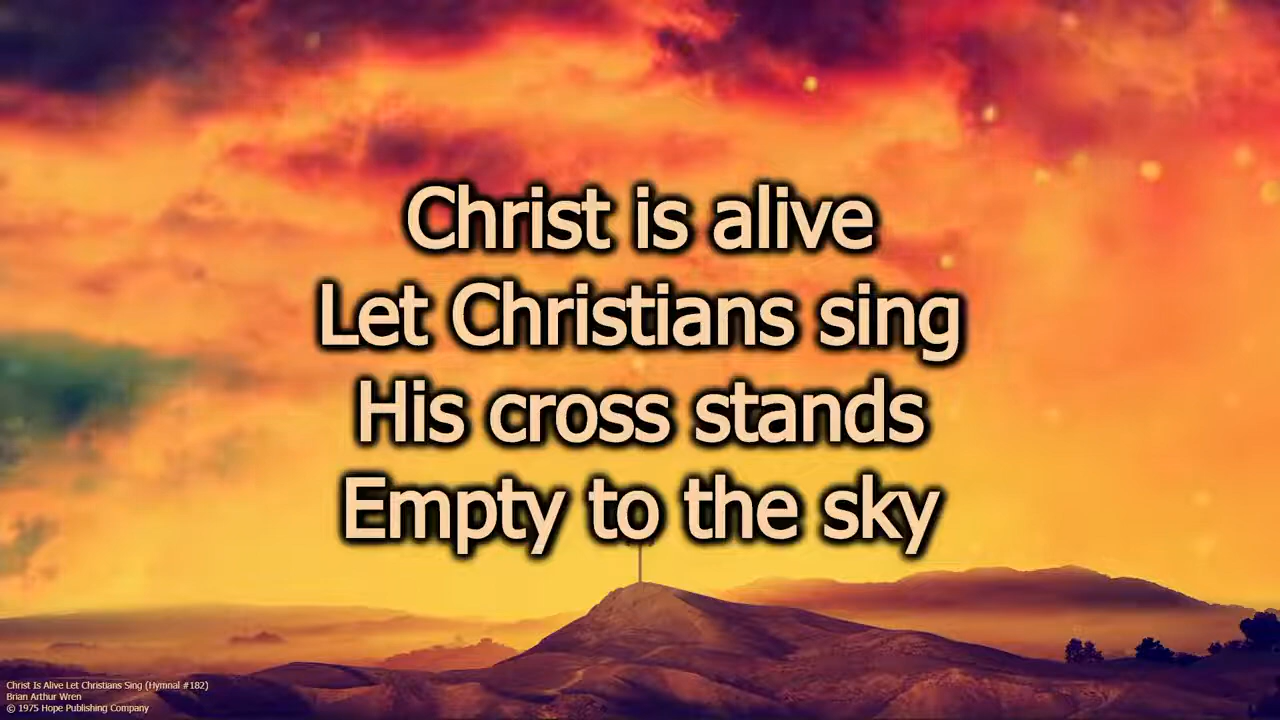 Christ is alive
Let Christians sing
His cross stands
Empty to the sky
Christ Is Alive Let Christians Sing (Hymnal #182)
Brian Arthur Wren
© 1975 Hope Publishing Company